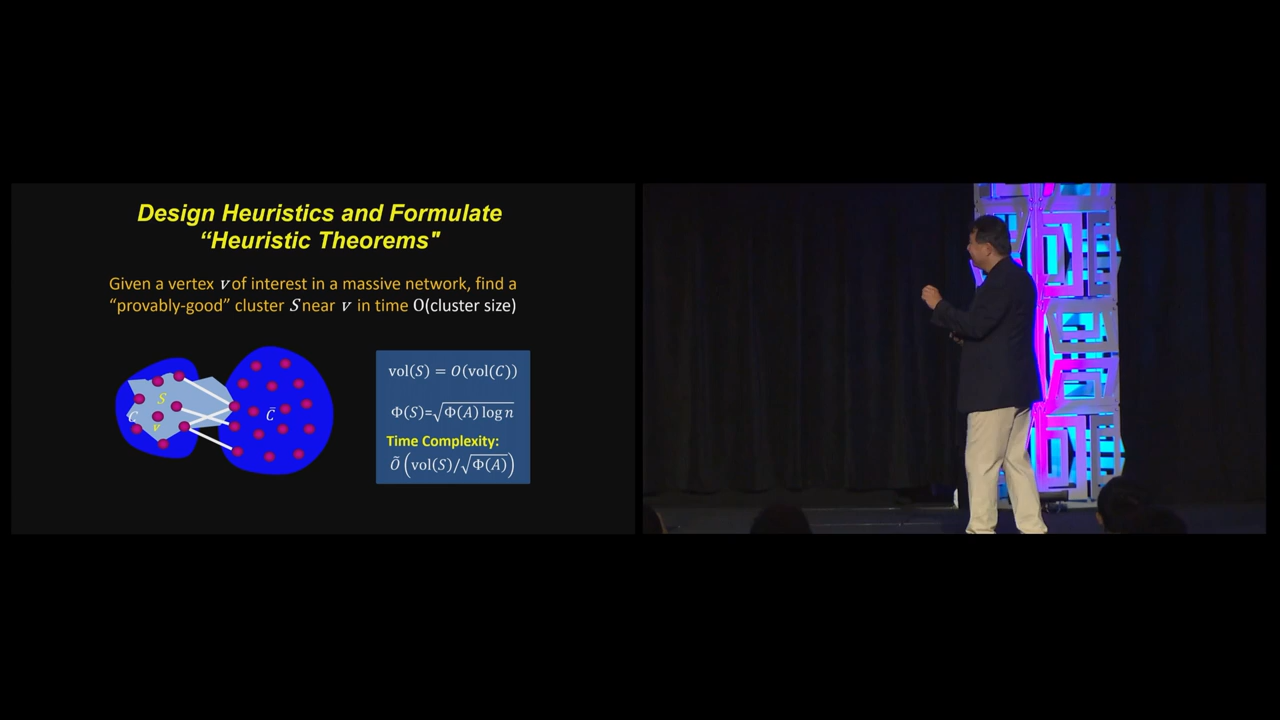 Design Heuristics and Formulate
“Heuristic Theorems"
Given a vertex v of interest in a massive network, find a
“provably-good” cluster S near v in time O(cluster size)
S
C
v
C̄
vol(S) = O(vol(C))
Φ(S)=√Φ(A) log n
Time Complexity:
Õ(vol(S)/√Φ(A))